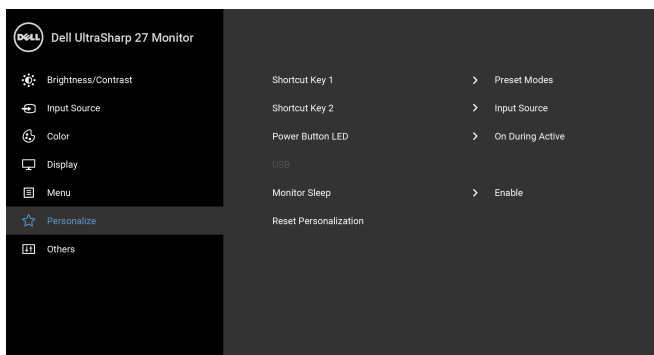 DELL Dell UltraSharp 27 Monitor
Brightness/Contrast
Input Source
Color
Display
Menu
Personalize
Others
Shortcut Key 1 > Preset Modes
Shortcut Key 2 > Input Source
Power Button LED > On During Active
USB
Monitor Sleep > Enable
Reset Personalization